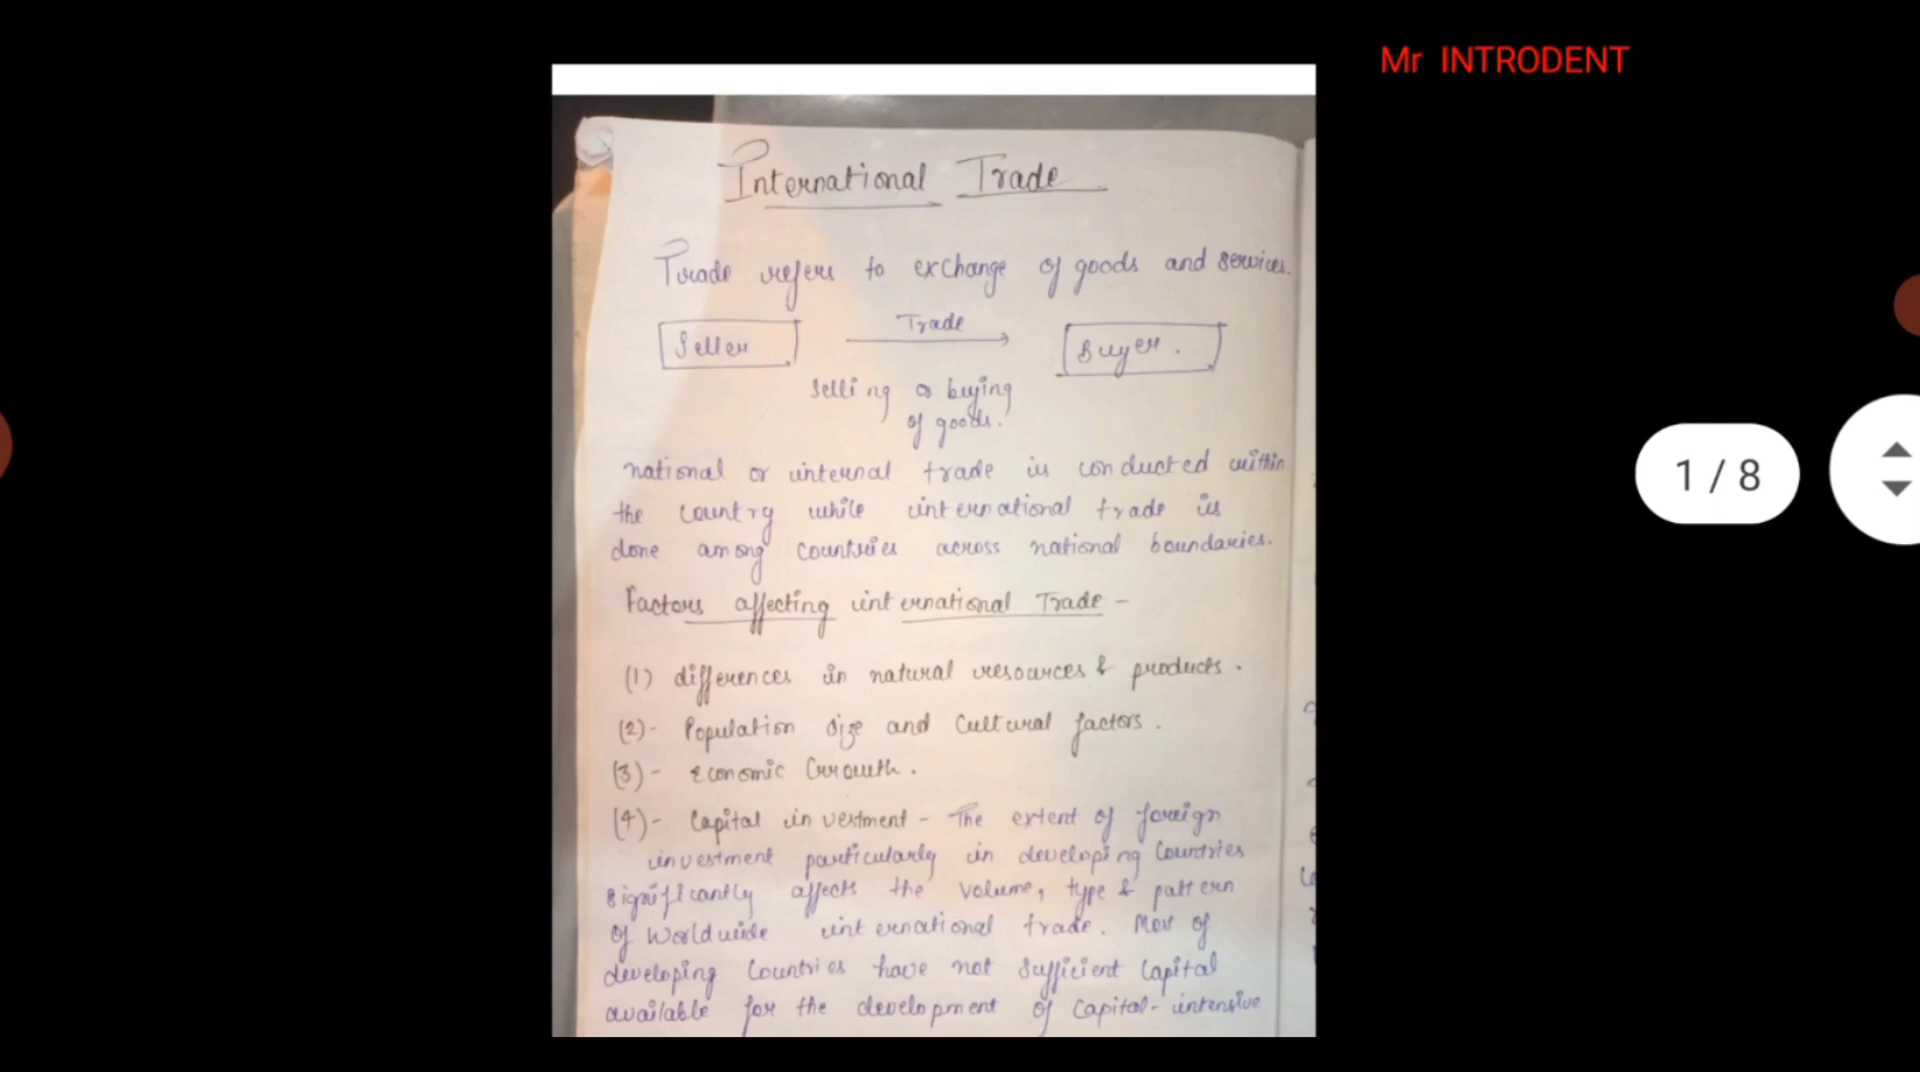 Mr INTRODENT
International Trade
Trade refers to exchange of goods and services.
Seller
Trade
Buyer.
Selling or buying
of goods.
national or internal trade is conducted within
the country while international trade is
done among countries across national boundaries.
Factors affecting international Trade -
(1) differences in natural resources & products.
(2)- Population size and Cultural factors.
(3)- Economic Growth.
(4)- Capital investment - The extent of foreign
investment particularly in developing Countries
significantly affects the volume, type & pattern
of Worldwide international trade. Most of
developing Countries have not sufficient Capital
available for the development of Capital-intensive
1 / 8